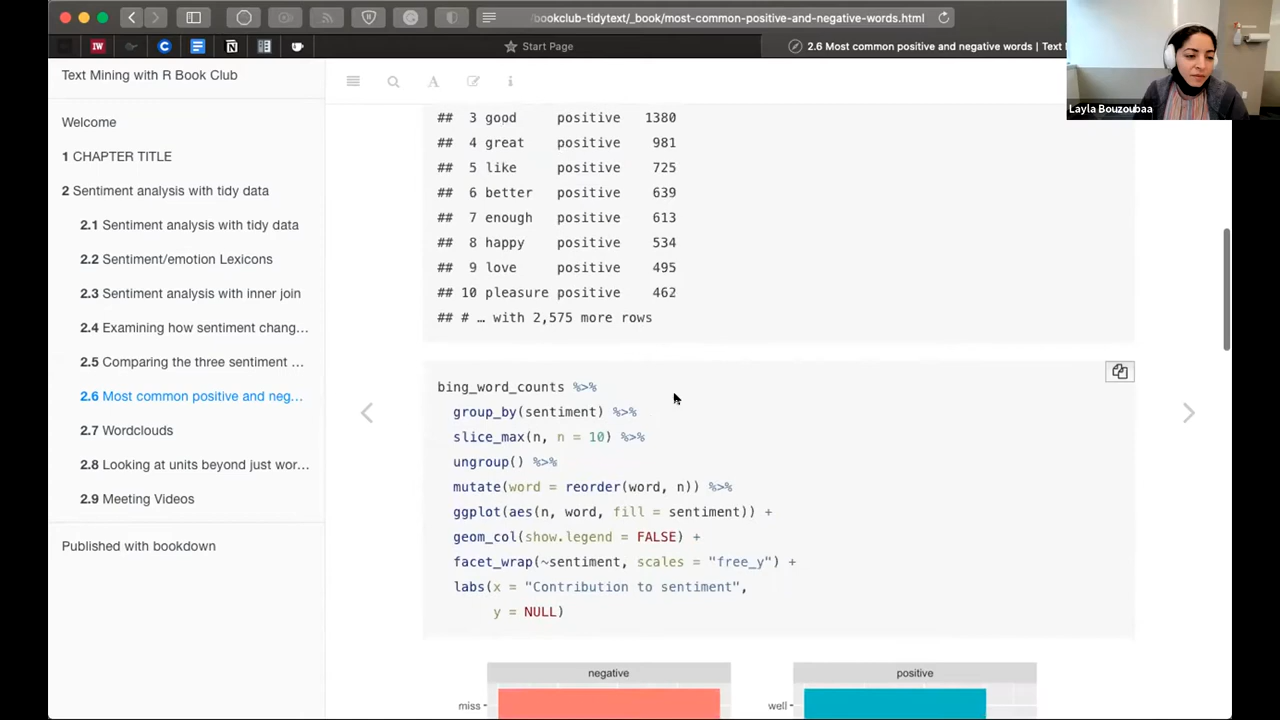 /bookclub-tidytext/_book/most-common-positive-and-negative-words.html
IW
Start Page
2.6 Most common positive and negative words | Text
Text Mining with R Book Club
Welcome
1 CHAPTER TITLE
2 Sentiment analysis with tidy data
2.1 Sentiment analysis with tidy data
2.2 Sentiment/emotion Lexicons
2.3 Sentiment analysis with inner join
2.4 Examining how sentiment chang...
2.5 Comparing the three sentiment ...
2.6 Most common positive and neg...
2.7 Wordclouds
2.8 Looking at units beyond just wor...
2.9 Meeting Videos
Published with bookdown
A
i
##  3 good     positive   1380
##  4 great    positive    981
##  5 like     positive    725
##  6 better   positive    639
##  7 enough   positive    613
##  8 happy    positive    534
##  9 love     positive    495
## 10 pleasure positive    462
## # … with 2,575 more rows
bing_word_counts %>%
  group_by(sentiment) %>%
  slice_max(n, n = 10) %>%
  ungroup() %>%
  mutate(word = reorder(word, n)) %>%
  ggplot(aes(n, word, fill = sentiment)) +
  geom_col(show.legend = FALSE) +
  facet_wrap(~sentiment, scales = "free_y") +
  labs(x = "Contribution to sentiment",
       y = NULL)
negative
positive
miss
well
Layla Bouzoubaa